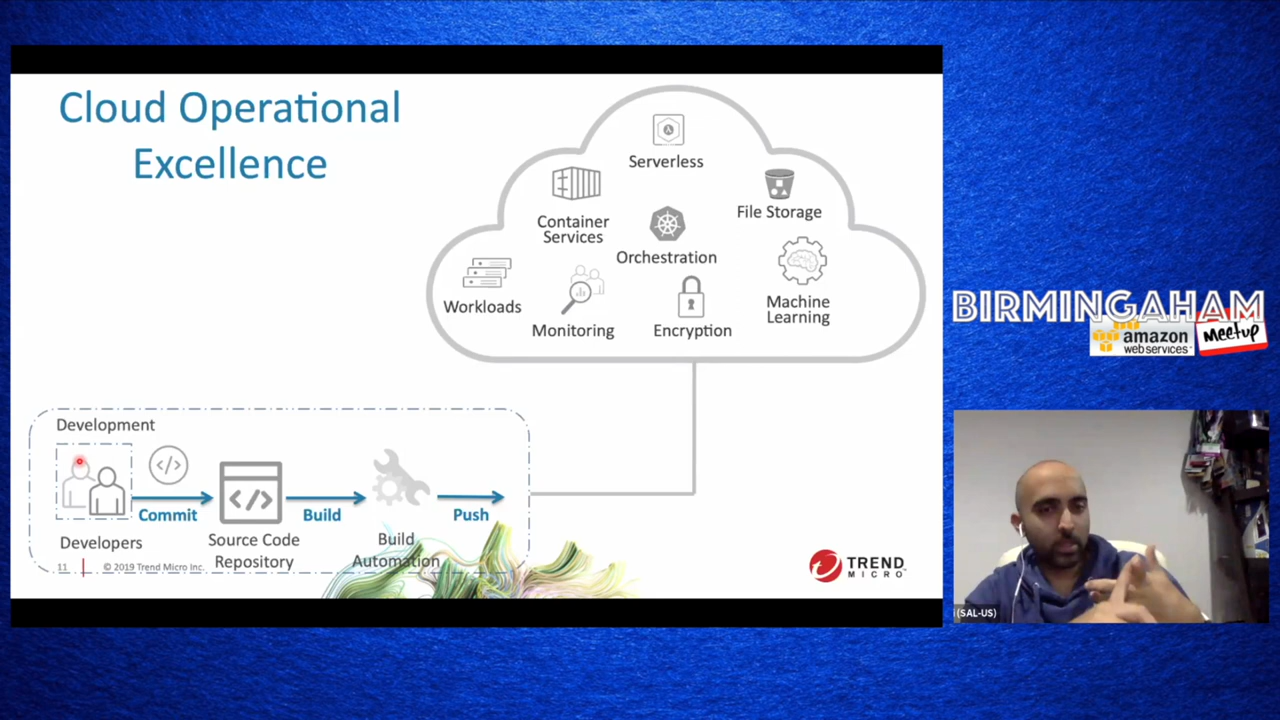 Cloud Operational
Excellence
Serverless
Container
Services
File Storage
Orchestration
Workloads
Machine
Learning
Monitoring
Encryption
Development
Commit
Build
Push
Developers
Source Code
Repository
Build
Automation
11
© 2019 Trend Micro Inc.
TREND
MICRO
BIRMINGAHAM
amazon
web services
Meetup
(SAL-US)